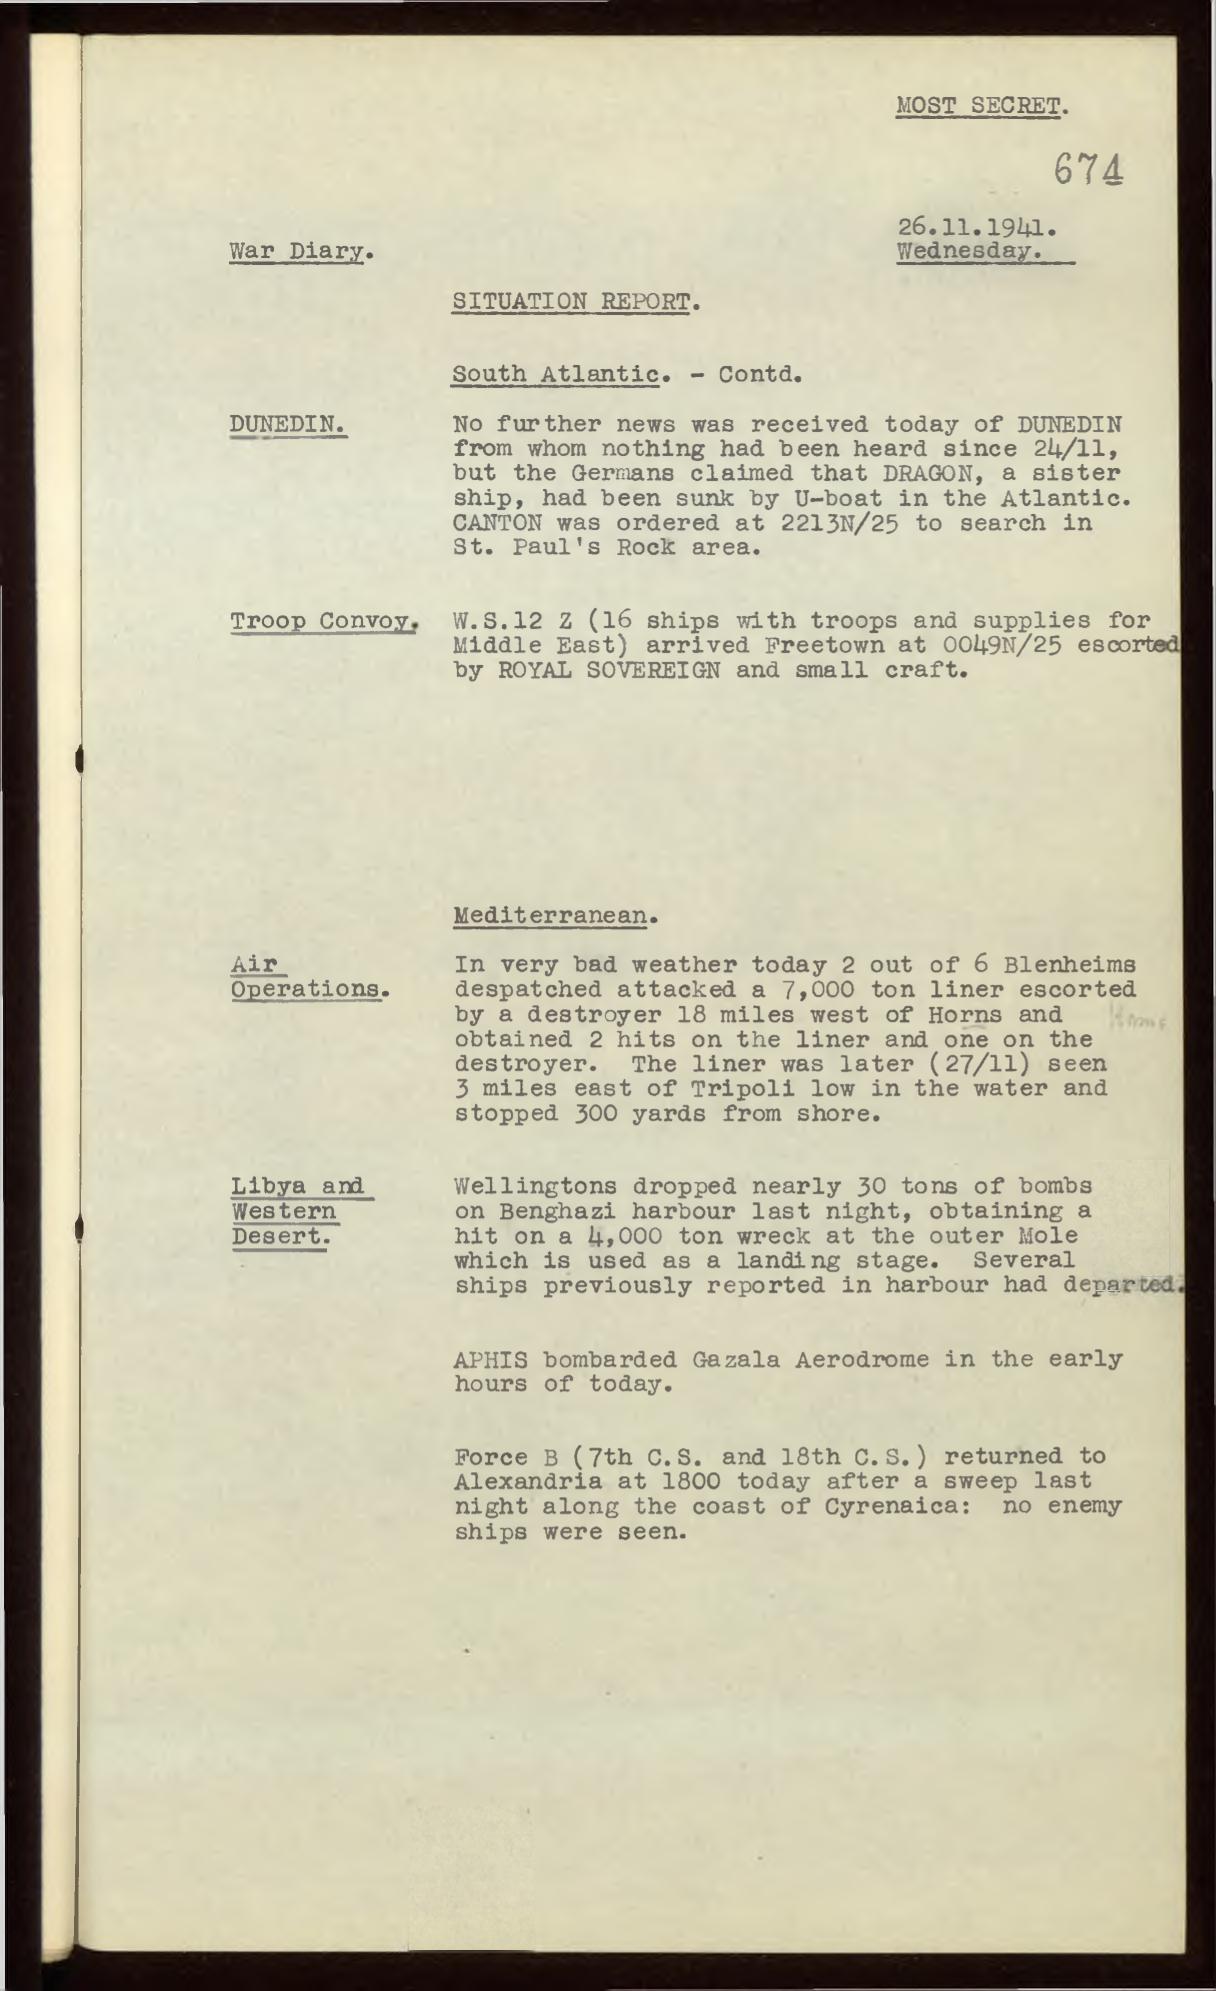 MOST SECRET.
674
26.11.1941.
War Diary.
Wednesday.
SITUATION REPORT.
South Atlantic. - Contd.
DUNEDIN.
No further news was received today of DUNEDIN
from whom nothing had been heard since 24/11,
but the Germans claimed that DRAGON, a sister
ship, had been sunk by U-boat in the Atlantic.
CANTON was ordered at 2213N/25 to search in
St. Paul's Rock area.
Troop Convoy.
W.S.12 Z (16 ships with troops and supplies for
Middle East) arrived Freetown at 0049N/25 escorted
by ROYAL SOVEREIGN and small craft.
Mediterranean.
Air
Operations.
In very bad weather today 2 out of 6 Blenheims
despatched attacked a 7,000 ton liner escorted
by a destroyer 18 miles west of Horns and
obtained 2 hits on the liner and one on the
destroyer. The liner was later (27/11) seen
3 miles east of Tripoli low in the water and
stopped 300 yards from shore.
Libya and
Western
Desert.
Wellingtons dropped nearly 30 tons of bombs
on Benghazi harbour last night, obtaining a
hit on a 4,000 ton wreck at the outer Mole
which is used as a landing stage. Several
ships previously reported in harbour had departed.
APHIS bombarded Gazala Aerodrome in the early
hours of today.
Force B (7th C.S. and 18th C.S.) returned to
Alexandria at 1800 today after a sweep last
night along the coast of Cyrenaica: no enemy
ships were seen.